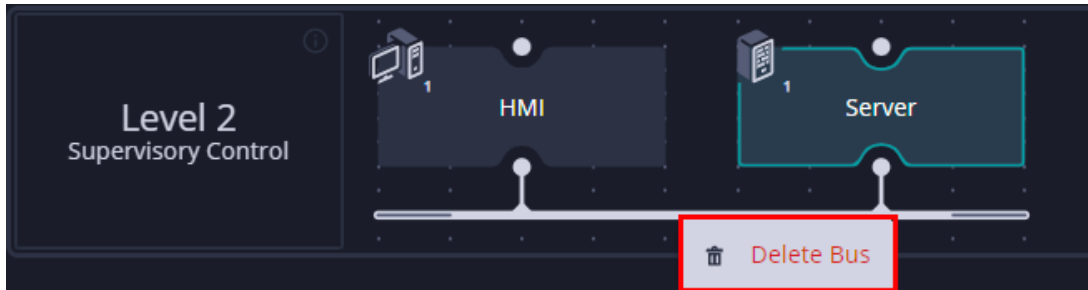 Level 2
Supervisory Control
1
HMI
1
Server
Delete Bus